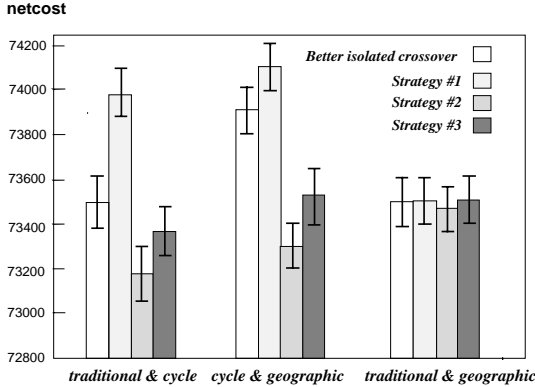 netcost
74200
74000
73800
73600
73400
73200
73000
72800
Better isolated crossover
Strategy #1
Strategy #2
Strategy #3
traditional & cycle
cycle & geographic
traditional & geographic